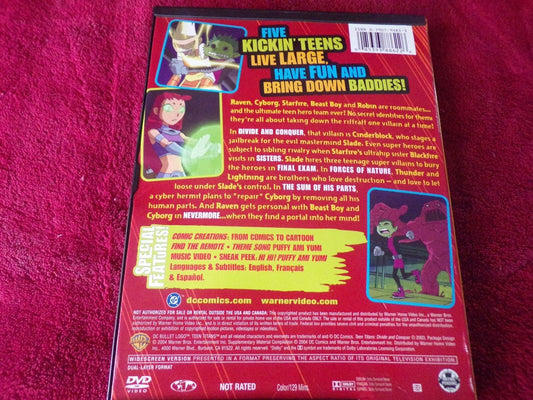 FIVE
KICKIN' TEENS
LIVE LARGE,
HAVE FUN AND
BRING DOWN BADDIES!
Raven, Cyborg, Starfire, Beast Boy and Robin are roommates...
and the ultimate teen hero team ever! No secret identities for them:
they're all about taking down the riffraff one villain at a time!
In DIVIDE AND CONQUER, that villain is Cinderblock, who stages a
jailbreak for the evil mastermind Slade. Even super heroes are
subject to sibling rivalry when Starfire's ultrahip sister Blackfire
visits in SISTERS. Slade hires three teenage super villains to bury
the heroes in FINAL EXAM. In FORCES OF NATURE, Thunder and
Lightning are brothers who love destruction – and love to let
loose under Slade's control. In THE SUM OF HIS PARTS,
a cyber hermit plans to "repair" Cyborg by removing all his
human parts. And Raven gets personal with Beast Boy and
Cyborg in NEVERMORE...when they find a portal into her mind!
SPECIAL
FEATURES!
COMIC CREATIONS: FROM COMICS TO CARTOON
FIND THE REMOTE • THEME SONG PUFFY AMI YUMI
MUSIC VIDEO • SNEAK PEEK: HI HI! PUFFY AMI YUMI
Languages & Subtitles: English, Français
& Español.
DC dccomics.com warnervideo.com
NOT AUTHORIZED FOR SALE OR RENTAL OUTSIDE THE USA AND CANADA.
WIDESCREEN VERSION PRESENTED IN A FORMAT PRESERVING THE ASPECT RATIO OF ITS ORIGINAL TELEVISION EXHIBITION.
DUAL-LAYER FORMAT
DVD
VIDEO
NOT RATED
Color/129 Mins.
DOLBY
DIGITAL